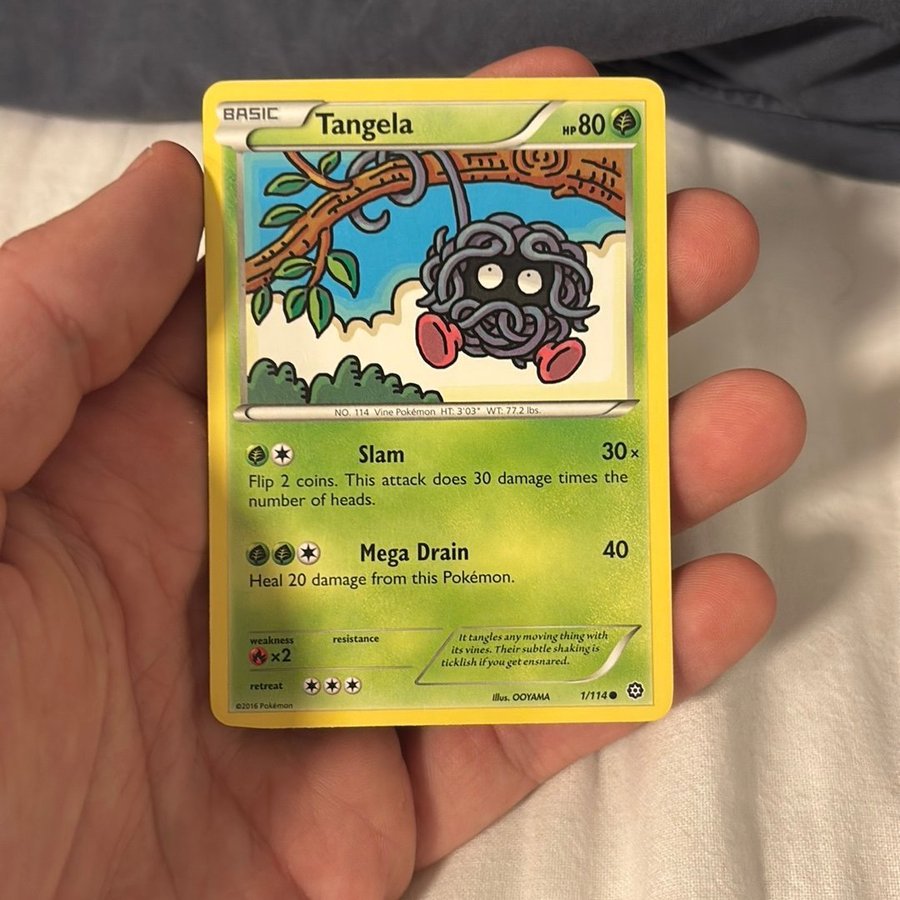 BASIC Tangela HP80
NO. 114 Vine Pokémon HT: 3'03" WT: 77.2 lbs.
Slam 30×
Flip 2 coins. This attack does 30 damage times the
number of heads.
Mega Drain 40
Heal 20 damage from this Pokémon.
weakness resistance
×2
retreat
It tangles any moving thing with
its vines. Their subtle shaking is
ticklish if you get ensnared.
Illus. OOYAMA 1/114
©2016 Pokémon